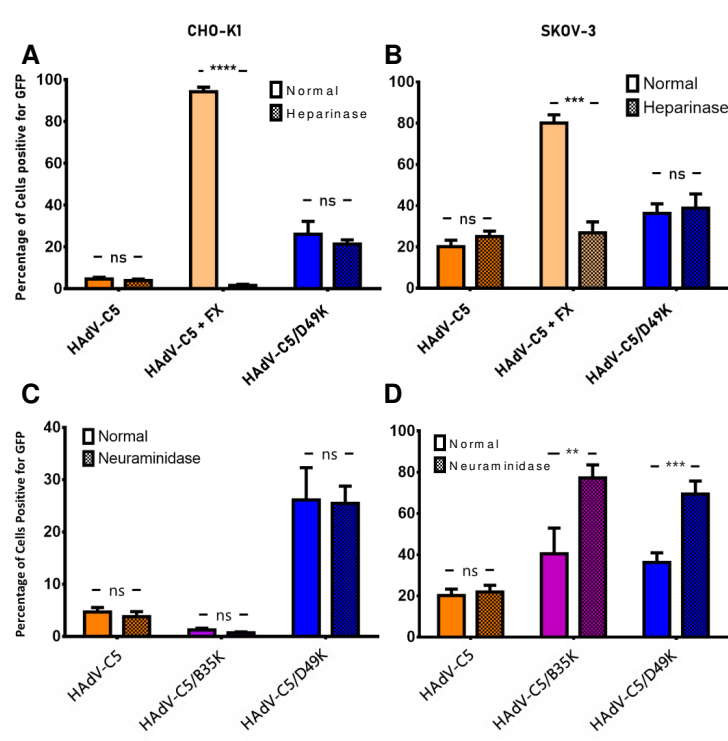 CHO-K1
SKOV-3
A
B
Percentage of Cells positive for GFP
100
80
60
40
20
0
ns
****
ns
Normal
Heparinase
HAdV-C5
HAdV-C5 + FX
HAdV-C5/D49K
100
80
60
40
20
0
ns
***
ns
Normal
Heparinase
HAdV-C5
HAdV-C5 + FX
HAdV-C5/D49K
C
D
Percentage of Cells Positive for GFP
40
30
20
10
0
Normal
Neuraminidase
ns
ns
ns
HAdV-C5
HAdV-C5/B35K
HAdV-C5/D49K
100
80
60
40
20
0
Normal
Neuraminidase
ns
**
***
HAdV-C5
HAdV-C5/B35K
HAdV-C5/D49K